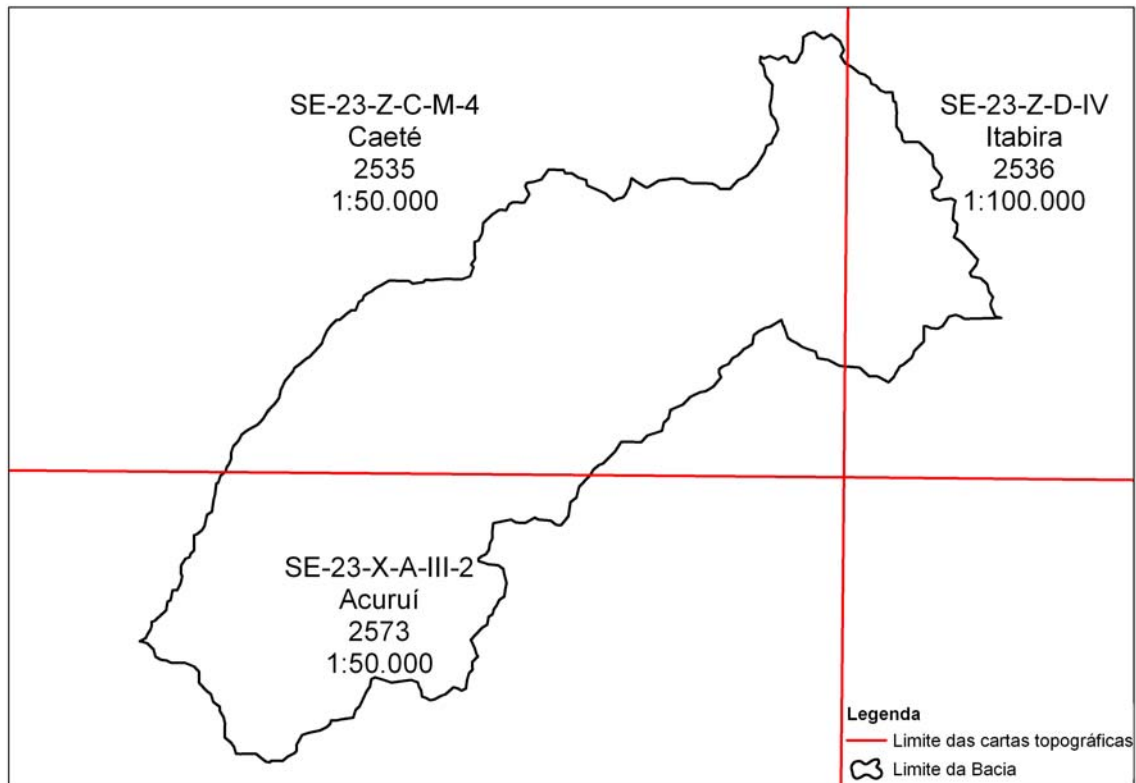 SE-23-Z-C-M-4
Caeté
2535
1:50.000
SE-23-Z-D-IV
Itabira
2536
1:100.000
SE-23-X-A-III-2
Acuruí
2573
1:50.000
Legenda
Limite das cartas topográficas
Limite da Bacia